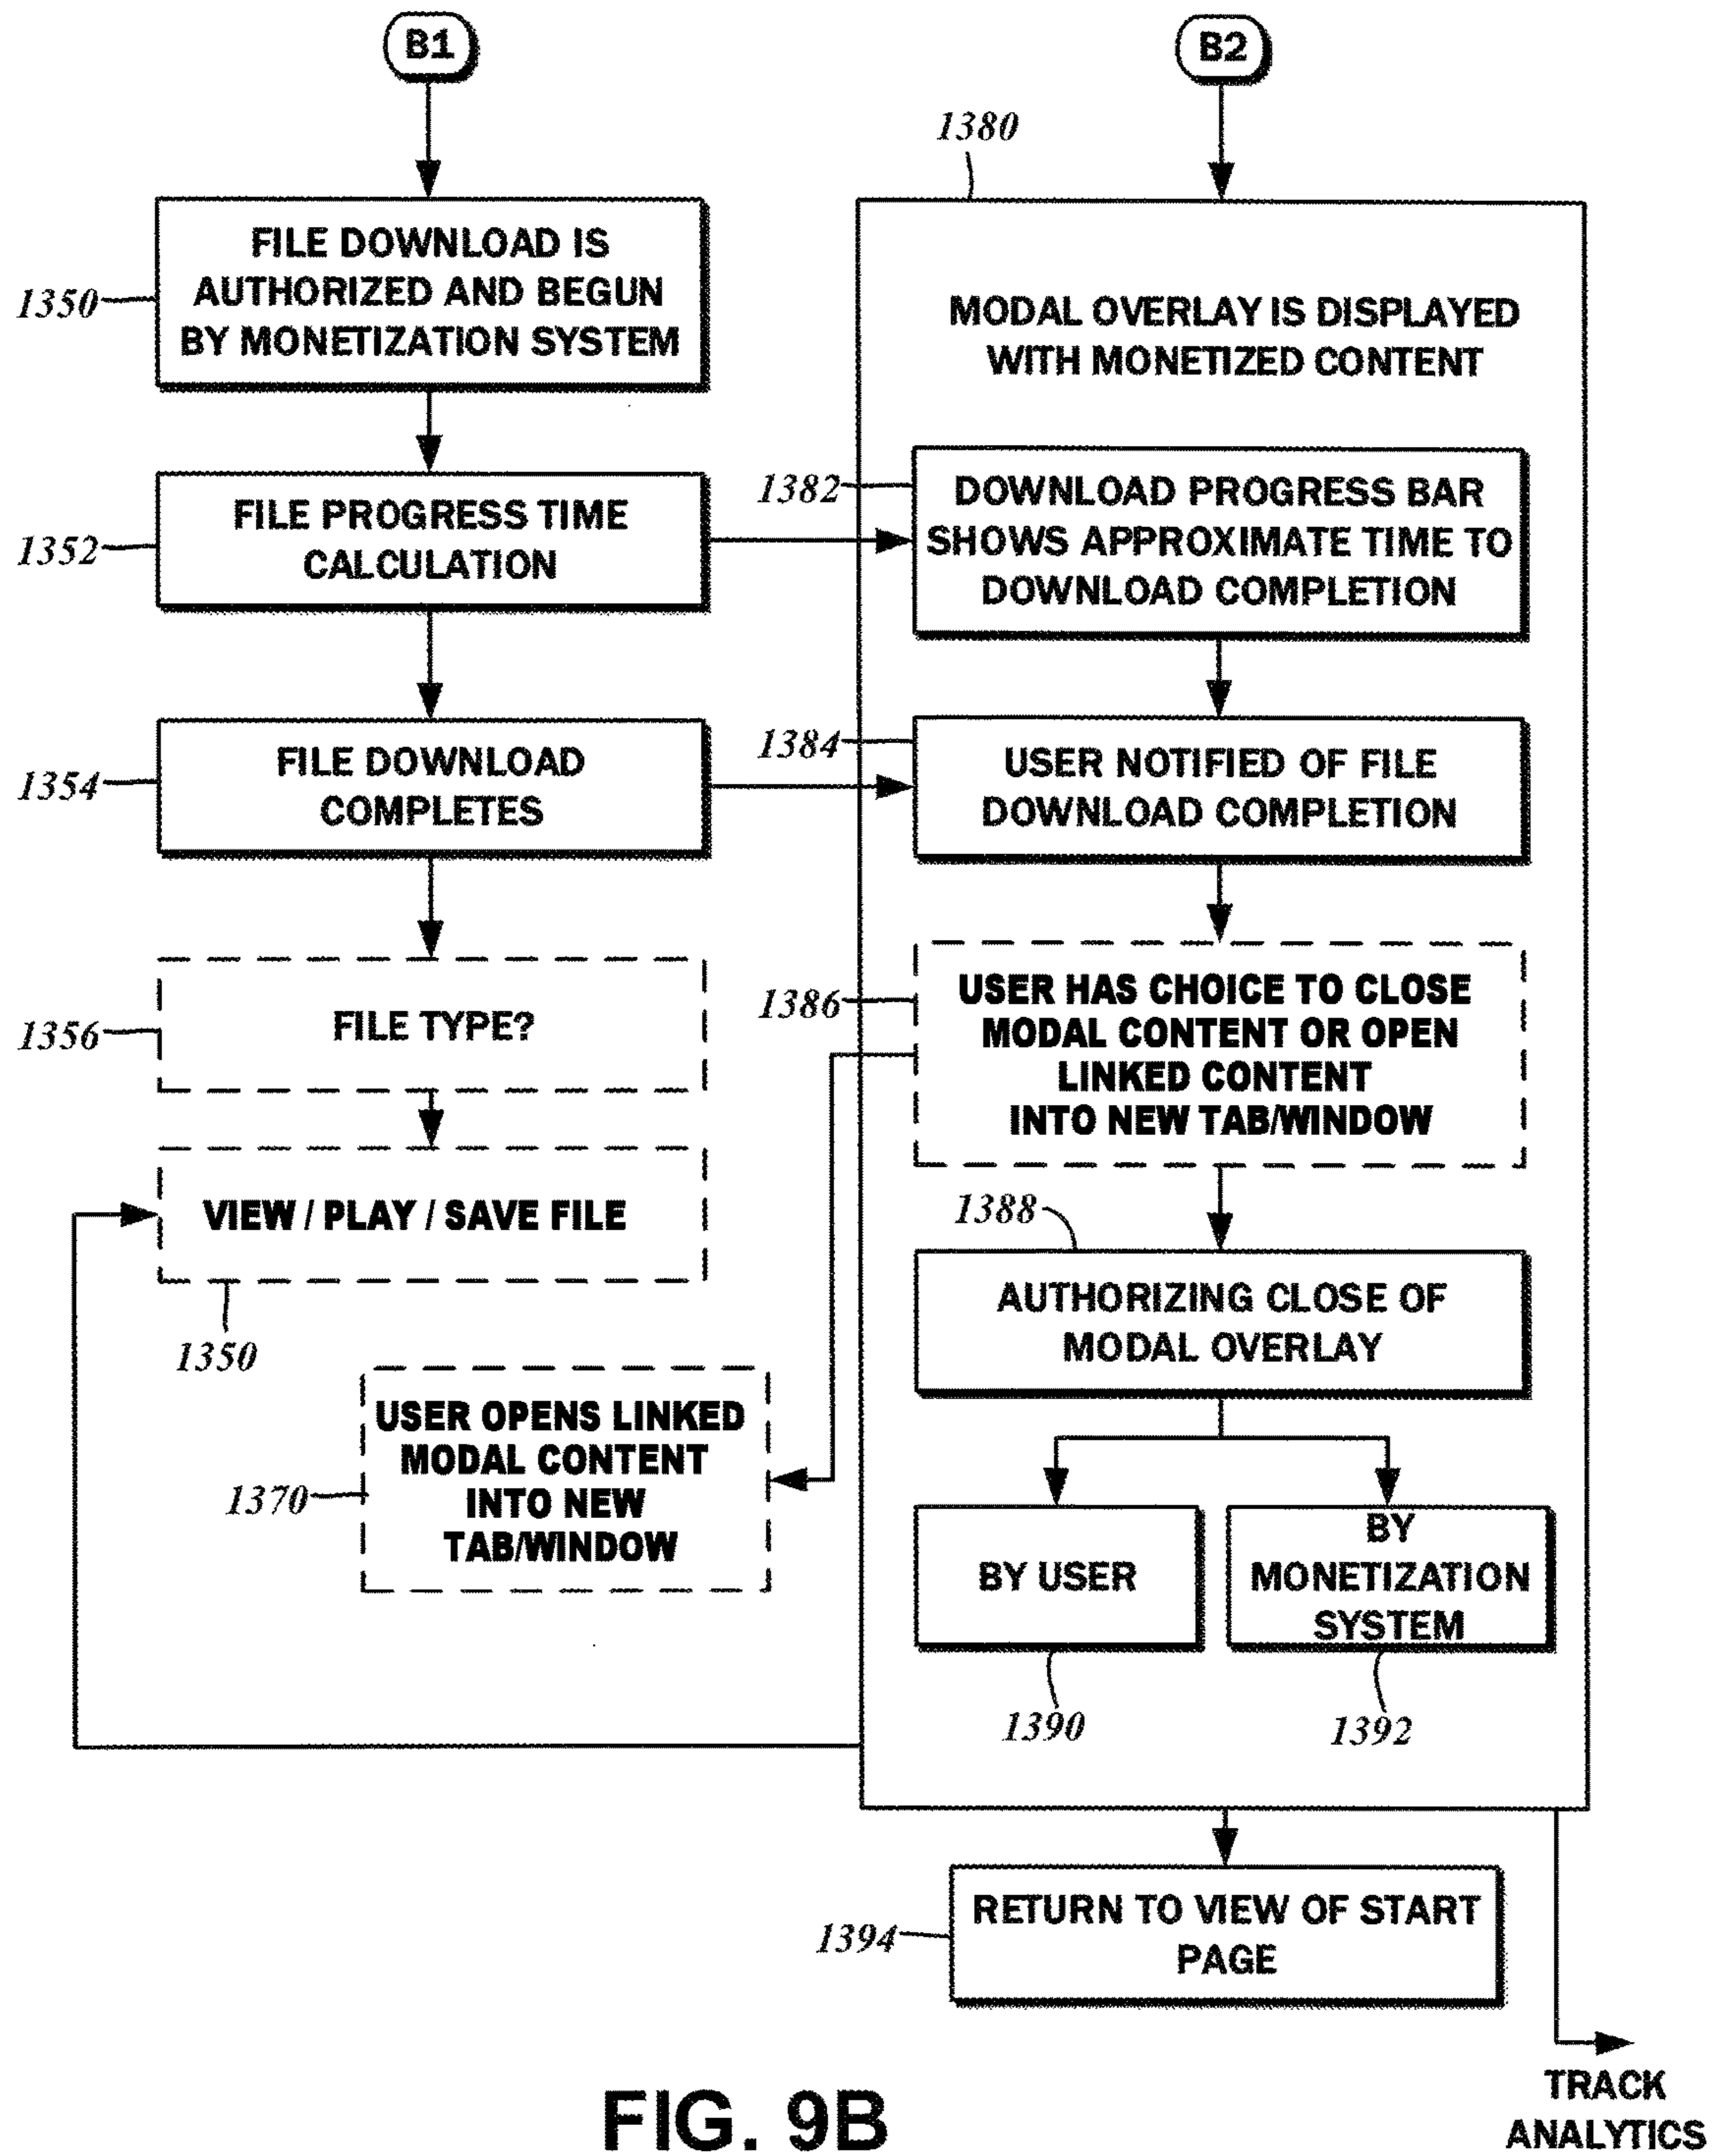 B1
B2
1380
FILE DOWNLOAD IS
AUTHORIZED AND BEGUN
BY MONETIZATION SYSTEM
1350
MODAL OVERLAY IS DISPLAYED
WITH MONETIZED CONTENT
FILE PROGRESS TIME
CALCULATION
1352
1382
DOWNLOAD PROGRESS BAR
SHOWS APPROXIMATE TIME TO
DOWNLOAD COMPLETION
FILE DOWNLOAD
COMPLETES
1354
1384
USER NOTIFIED OF FILE
DOWNLOAD COMPLETION
FILE TYPE?
1356
1386
USER HAS CHOICE TO CLOSE
MODAL CONTENT OR OPEN
LINKED CONTENT
INTO NEW TAB/WINDOW
VIEW / PLAY / SAVE FILE
1350
1388
AUTHORIZING CLOSE OF
MODAL OVERLAY
USER OPENS LINKED
MODAL CONTENT
INTO NEW
TAB/WINDOW
1370
BY USER
1390
BY
MONETIZATION
SYSTEM
1392
RETURN TO VIEW OF START
PAGE
1394
TRACK
ANALYTICS
FIG. 9B